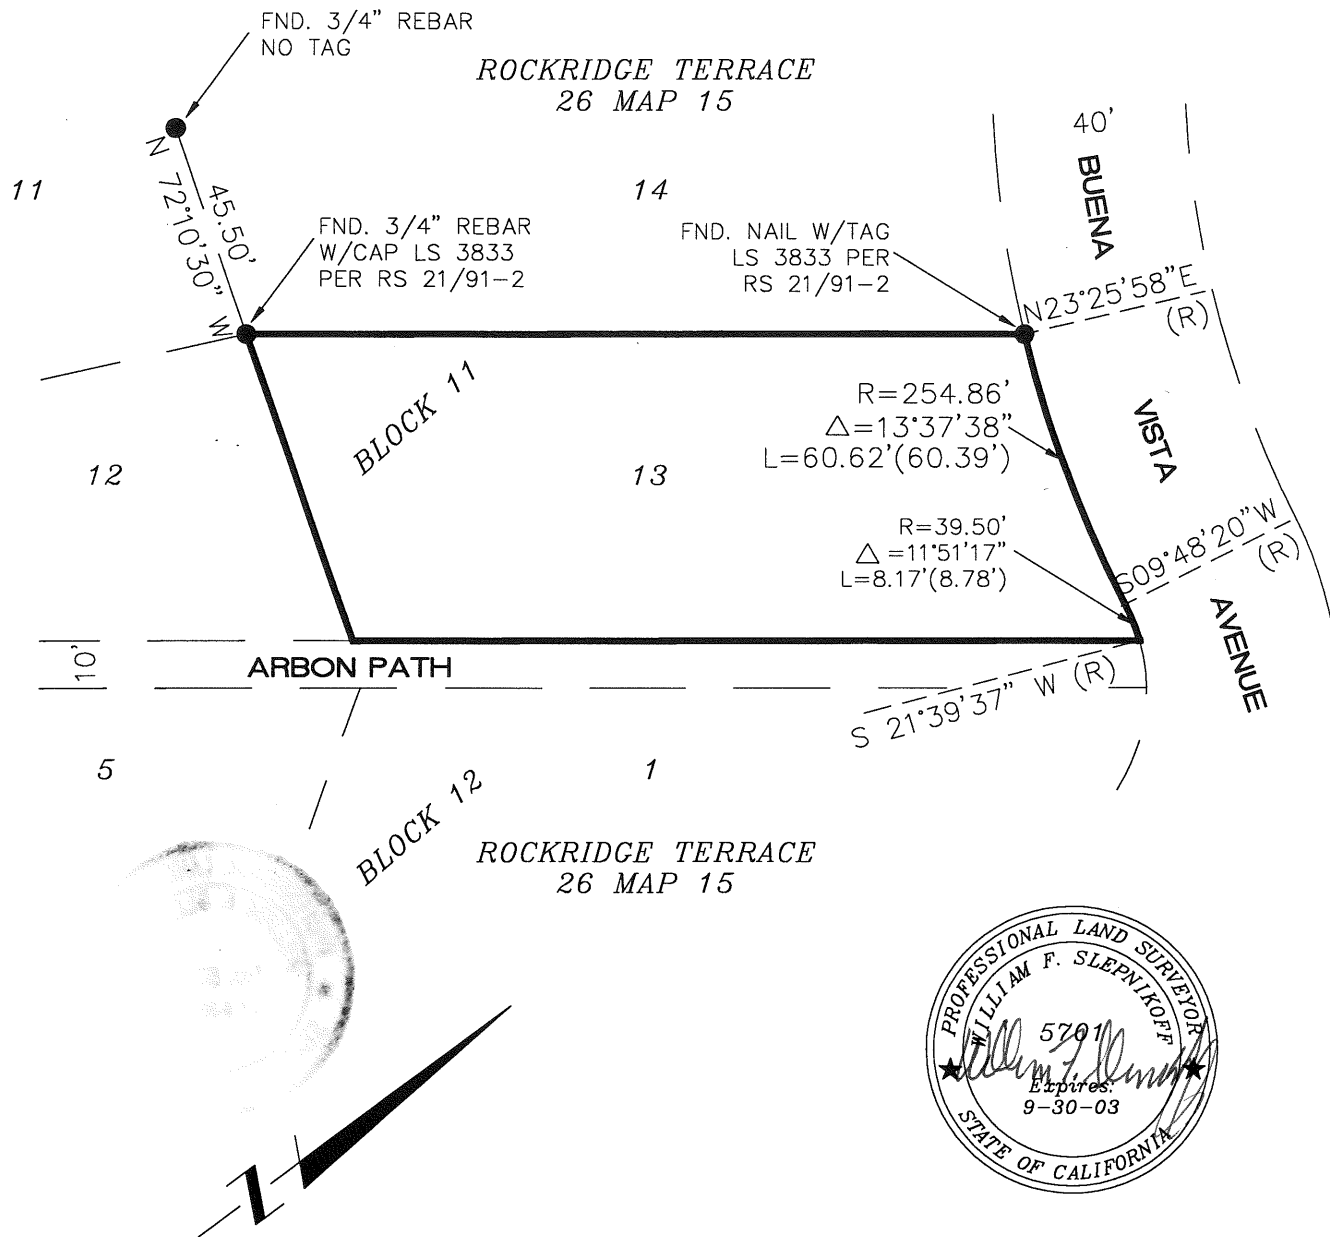 FND. 3/4" REBAR
NO TAG
ROCKRIDGE TERRACE
26 MAP 15
40'
BUENA
11
N 72°10'30" W
45.50'
14
FND. 3/4" REBAR
W/CAP LS 3833
PER RS 21/91-2
FND. NAIL W/TAG
LS 3833 PER
RS 21/91-2
N23°25'58"E
(R)
BLOCK 11
R=254.86'
△=13°37'38"
L=60.62'(60.39')
VISTA
12
13
R=39.50'
△=11°51'17"
L=8.17'(8.78')
S09°48'20"W
(R)
AVENUE
10'
ARBON PATH
S 21°39'37" W (R)
5
1
BLOCK 12
ROCKRIDGE TERRACE
26 MAP 15
PROFESSIONAL LAND SURVEYOR
WILLIAM F. SLEPNIKOFF
5701
Expires:
9-30-03
STATE OF CALIFORNIA
N